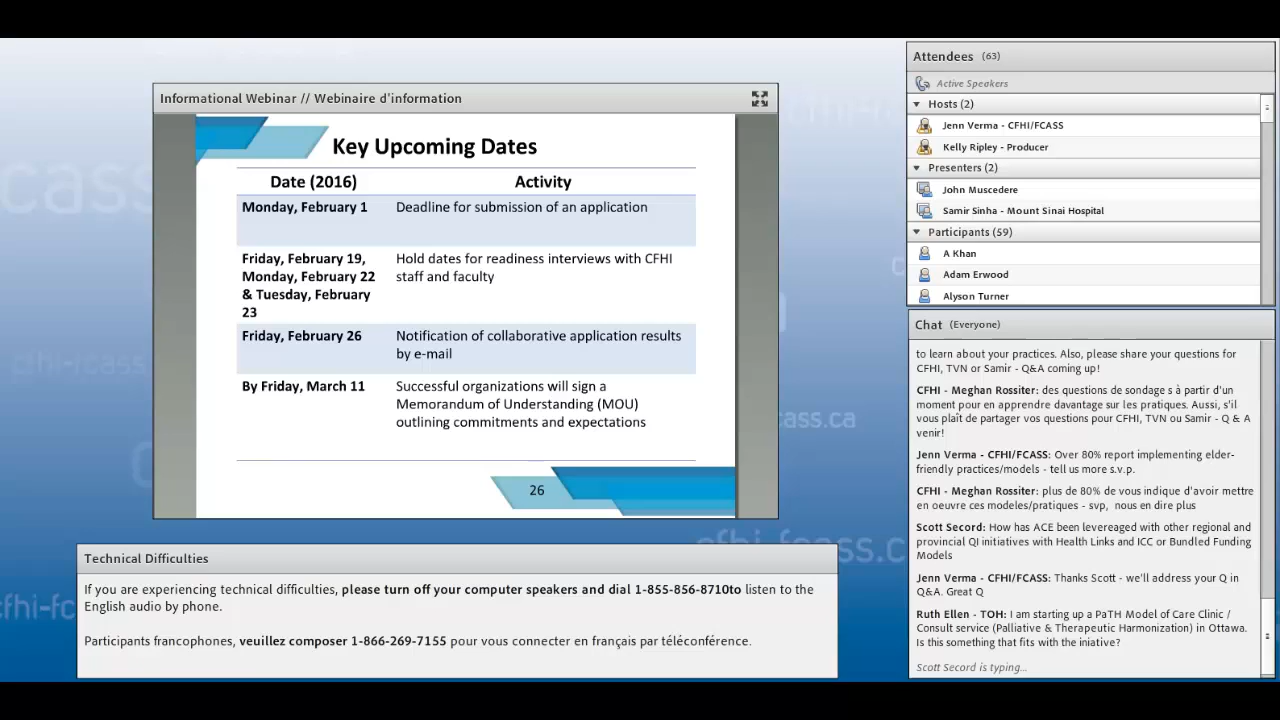 Informational Webinar // Webinaire d'information
Key Upcoming Dates
Date (2016) Activity
Monday, February 1 Deadline for submission of an application
Friday, February 19, Hold dates for readiness interviews with CFHI
Monday, February 22 staff and faculty
& Tuesday, February
23
Friday, February 26 Notification of collaborative application results
by e-mail
By Friday, March 11 Successful organizations will sign a
Memorandum of Understanding (MOU)
outlining commitments and expectations
26
Technical Difficulties
If you are experiencing technical difficulties, please turn off your computer speakers and dial 1-855-856-8710to listen to the
English audio by phone.
Participants francophones, veuillez composer 1-866-269-7155 pour vous connecter en français par téléconférence.
Attendees (63)
Active Speakers
Hosts (2)
Jenn Verma - CFHI/FCASS
Kelly Ripley - Producer
Presenters (2)
John Muscedere
Samir Sinha - Mount Sinai Hospital
Participants (59)
A Khan
Adam Erwood
Alyson Turner
Chat (Everyone)
to learn about your practices. Also, please share your questions for
CFHI, TVN or Samir - Q&A coming up!
CFHI - Meghan Rossiter: des questions de sondage s à partir d'un
moment pour en apprendre davantage sur les pratiques. Aussi, s'il
vous plaît de partager vos questions pour CFHI, TVN ou Samir - Q & A
venir!
Jenn Verma - CFHI/FCASS: Over 80% report implementing elder-
friendly practices/models - tell us more s.v.p.
CFHI - Meghan Rossiter: plus de 80% de vous indique d'avoir mettre
en oeuvre ces modeles/pratiques - svp, nous en dire plus
Scott Secord: How has ACE been levereaged with other regional and
provincial QI initiatives with Health Links and ICC or Bundled Funding
Models
Jenn Verma - CFHI/FCASS: Thanks Scott - we'll address your Q in
Q&A. Great Q
Ruth Ellen - TOH: I am starting up a PaTH Model of Care Clinic /
Consult service (Palliative & Therapeutic Harmonization) in Ottawa.
Is this something that fits with the iniative?
Scott Secord is typing...
cass
cfhi-fcass
cass.ca
cfhi-fcass.c
cfhi-fc